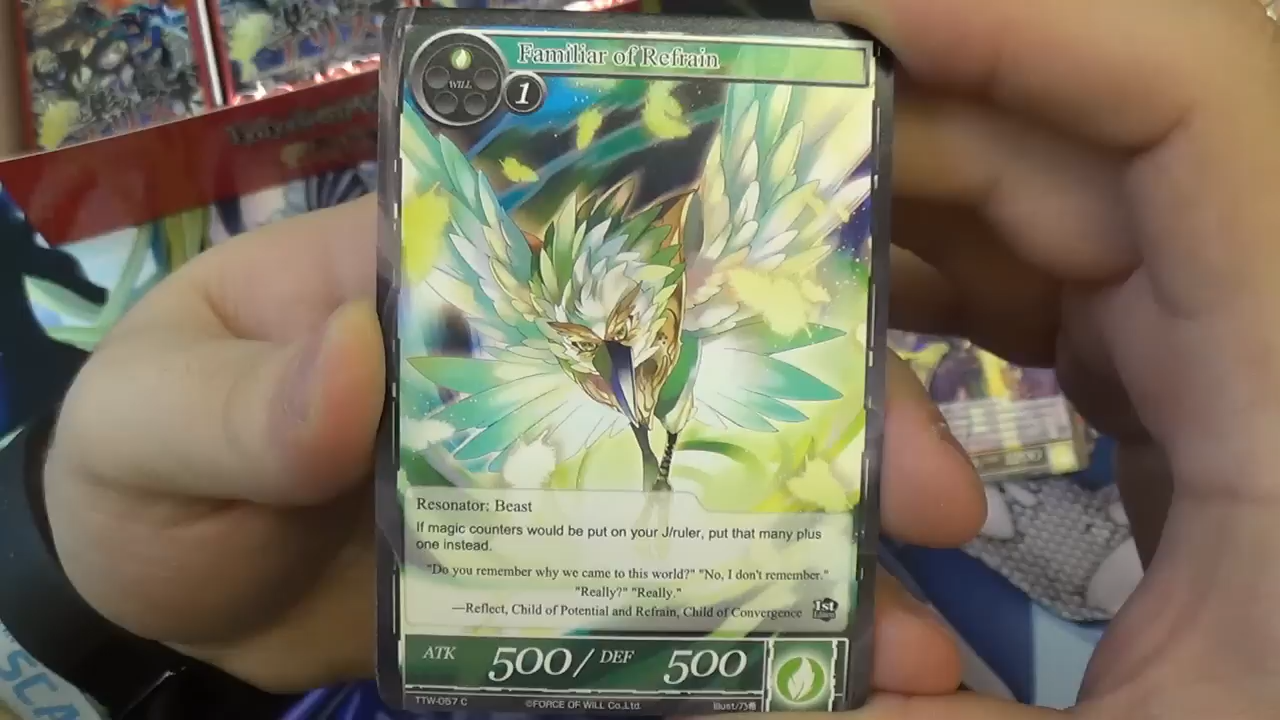 Familiar of Refrain
WILL
1
Resonator: Beast
If magic counters would be put on your J/ruler, put that many plus
one instead.
"Do you remember why we came to this world?" "No, I don't remember."
"Really?" "Really."
—Reflect, Child of Potential and Refrain, Child of Convergence
1st
ATK 500 / DEF 500
TTW-057 C ©FORCE OF WILL Co.,Ltd. Illust/
SCA